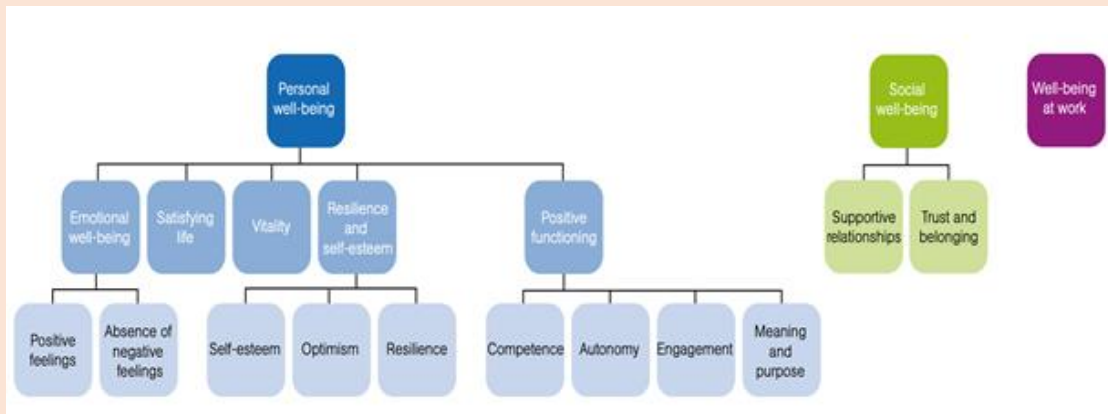 Personal
well-being
Social
well-being
Well-being
at work
Emotional
well-being
Satisfying
life
Vitality
Resilience
and
self-esteem
Positive
functioning
Supportive
relationships
Trust and
belonging
Positive
feelings
Absence of
negative
feelings
Self-esteem
Optimism
Resilience
Competence
Autonomy
Engagement
Meaning
and
purpose